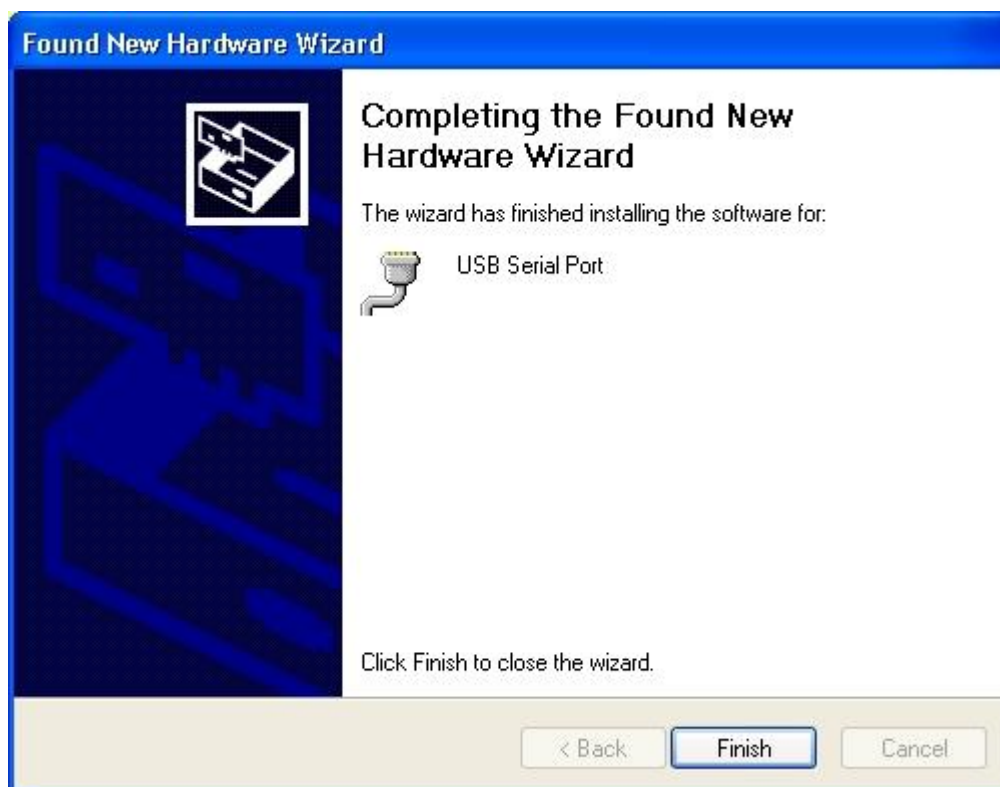 Found New Hardware Wizard
Completing the Found New
Hardware Wizard
The wizard has finished installing the software for:
USB Serial Port
Click Finish to close the wizard.
< Back
Finish
Cancel